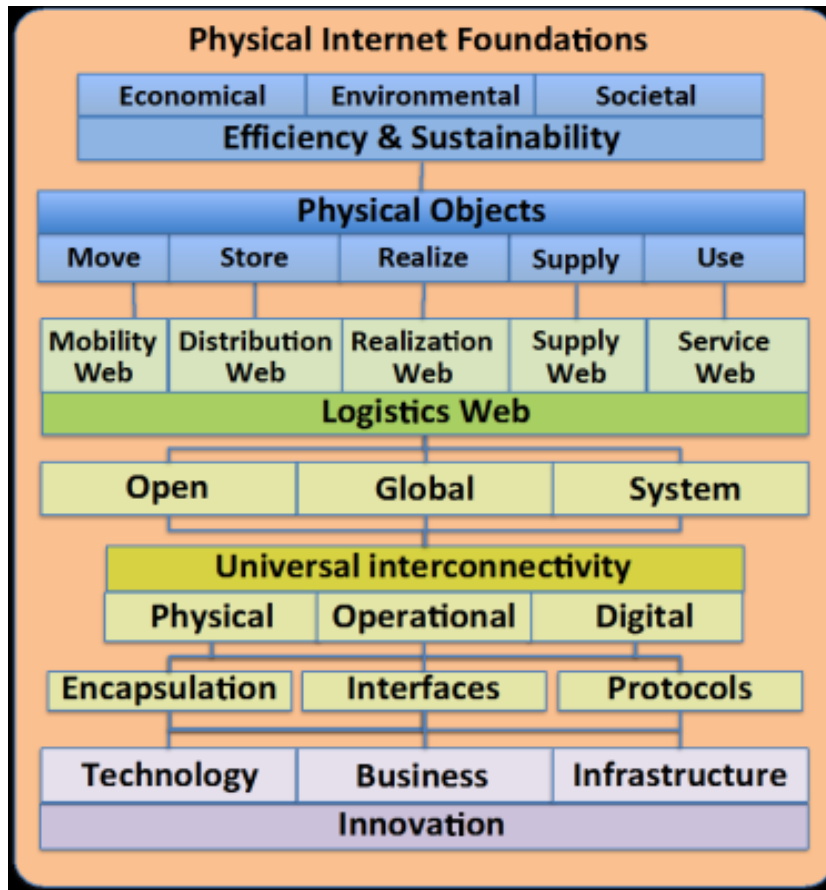 Physical Internet Foundations
Economical Environmental Societal
Efficiency & Sustainability
Physical Objects
Move Store Realize Supply Use
Mobility Web Distribution Web Realization Web Supply Web Service Web
Logistics Web
Open Global System
Universal interconnectivity
Physical Operational Digital
Encapsulation Interfaces Protocols
Technology Business Infrastructure
Innovation